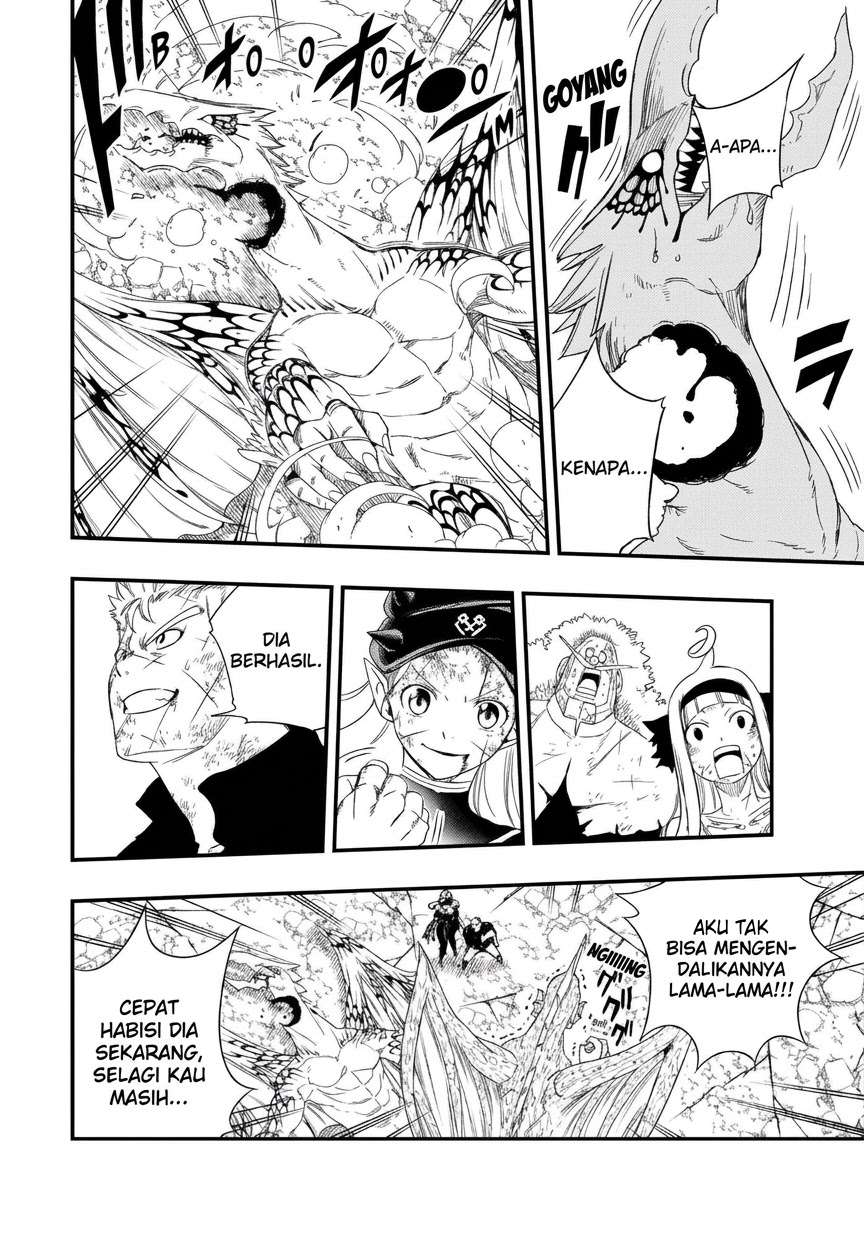 GOYANG
A-APA...
KENAPA...
B
O
O
O
O
M
DIA
BERHASIL.
AKU TAK
BISA MENGEN-
DALIKANNYA
LAMA-LAMA!!!
NGIIIIING
CEPAT
HABISI DIA
SEKARANG,
SELAGI KAU
MASIH...